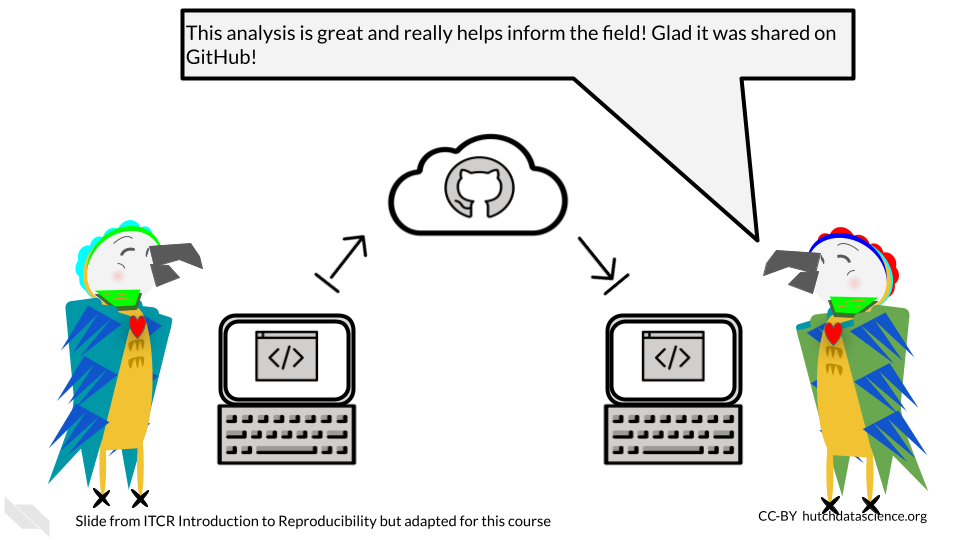 This analysis is great and really helps inform the field! Glad it was shared on
GitHub!
</>
</>
Slide from ITCR Introduction to Reproducibility but adapted for this course
CC-BY hutchdatascience.org